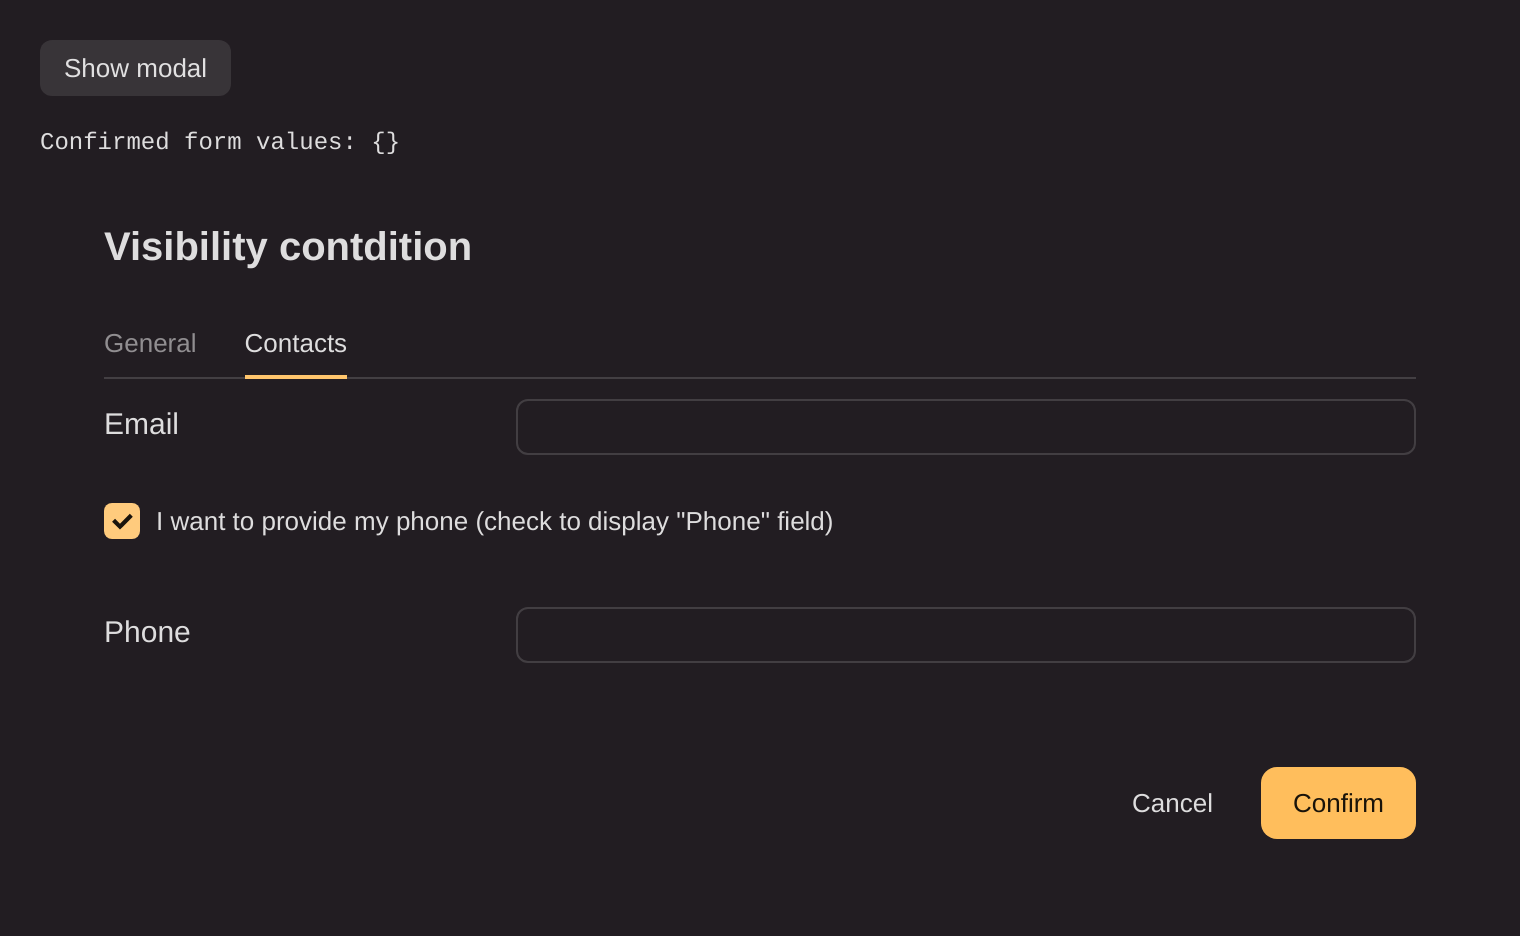 Show modal
Confirmed form values: {}
Visibility contdition
General Contacts
Email
I want to provide my phone (check to display "Phone" field)
Phone
Cancel Confirm